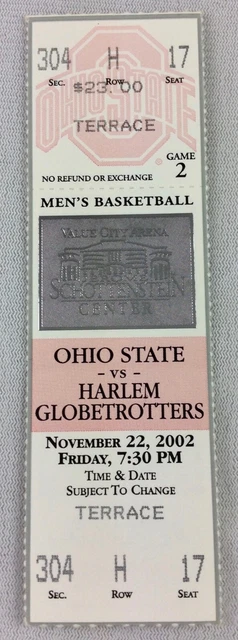 304 H 17
SEC. ROW SEAT
$23.00
OHIO STATE
TERRACE
GAME
2
NO REFUND OR EXCHANGE
MEN'S BASKETBALL
VALUE CITY ARENA
SCHOTTENSTEIN
CENTER
OHIO STATE
- VS -
HARLEM
GLOBETROTTERS
NOVEMBER 22, 2002
FRIDAY, 7:30 PM
TIME & DATE
SUBJECT TO CHANGE
TERRACE
304 H 17
SEC. ROW SEAT